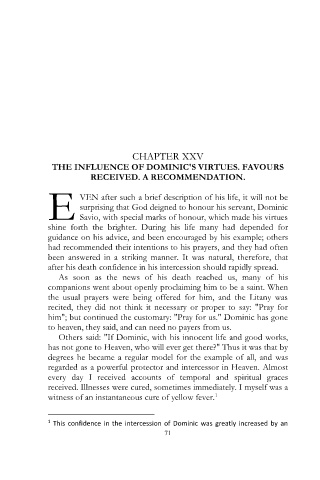 CHAPTER XXV
THE INFLUENCE OF DOMINIC'S VIRTUES. FAVOURS
RECEIVED. A RECOMMENDATION.
EVEN after such a brief description of his life, it will not be
surprising that God deigned to honour his servant, Dominic
Savio, with special marks of honour, which made his virtues
shine forth the brighter. During his life many had depended for
guidance on his advice, and been encouraged by his example; others
had recommended their intentions to his prayers, and they had often
been answered in a striking manner. It was natural, therefore, that
after his death confidence in his intercession should rapidly spread.
As soon as the news of his death reached us, many of his
companions went about openly proclaiming him to be a saint. When
the usual prayers were being offered for him, and the Litany was
recited, they did not think it necessary or proper to say: "Pray for
him"; but continued the customary: "Pray for us." Dominic has gone
to heaven, they said, and can need no payers from us.
Others said: "If Dominic, with his innocent life and good works,
has not gone to Heaven, who will ever get there?" Thus it was that by
degrees he became a regular model for the example of all, and was
regarded as a powerful protector and intercessor in Heaven. Almost
every day I received accounts of temporal and spiritual graces
received. Illnesses were cured, sometimes immediately. I myself was a
witness of an instantaneous cure of yellow fever.¹
¹ This confidence in the intercession of Dominic was greatly increased by an
71